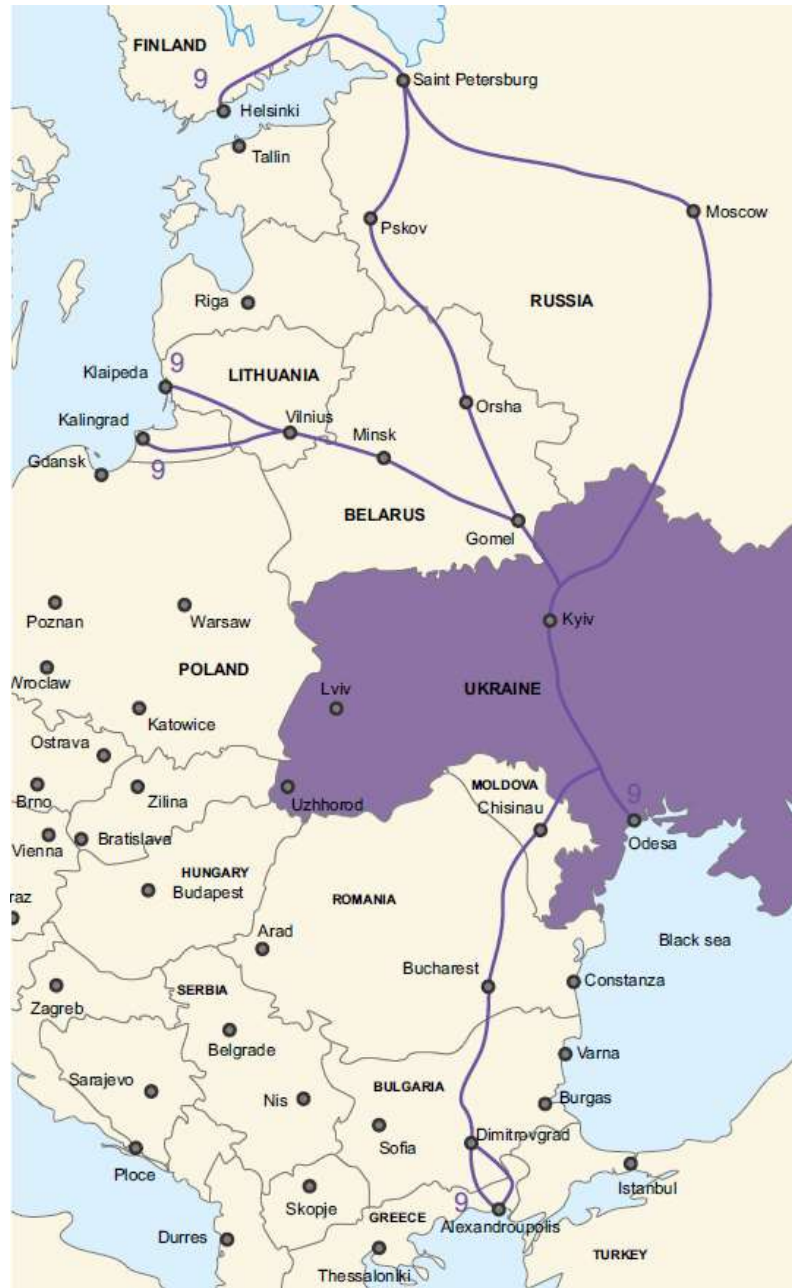 FINLAND
9
Saint Petersburg
Helsinki
Tallin
Pskov
Moscow
Riga
RUSSIA
9
Klaipeda
LITHUANIA
Kalingrad
Vilnius
Minsk
Orsha
Gdansk
9
BELARUS
Gomel
Poznan
Warsaw
Kyiv
Wroclaw
POLAND
UKRAINE
Lviv
Katowice
Ostrava
MOLDOVA
Brno
Zilina
Uzhhorod
Chisinau
9
Vienna
Bratislava
Odesa
HUNGARY
Budapest
raz
ROMANIA
Arad
Black sea
Bucharest
Constanza
SERBIA
Zagreb
Belgrade
Varna
Sarajevo
Nis
BULGARIA
Burgas
Sofia
Dimitrovgrad
Ploce
Istanbul
Skopje
9
GREECE
Alexandroupolis
Durres
Thessaloniki
TURKEY